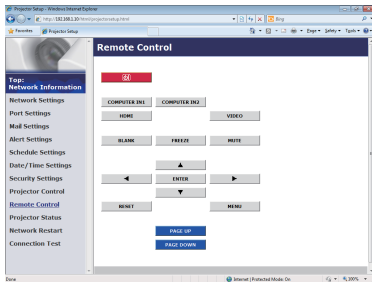 Projector Setup - Windows Internet Explorer
http://192.168.1.10/html/projectorsetup.html
Bing
Favorites
Projector Setup
Page
Safety
Tools
Top:
Network Information
Network Settings
Port Settings
Mail Settings
Alert Settings
Schedule Settings
Date/Time Settings
Security Settings
Projector Control
Remote Control
Projector Status
Network Restart
Connection Test
Remote Control
COMPUTER IN1 COMPUTER IN2
HOME VIDEO
BLANK FREEZE MUTE
▲
◄ ENTER ►
▼
RESET MENU
PAGE UP
PAGE DOWN
Done
Internet | Protected Mode: On
100%